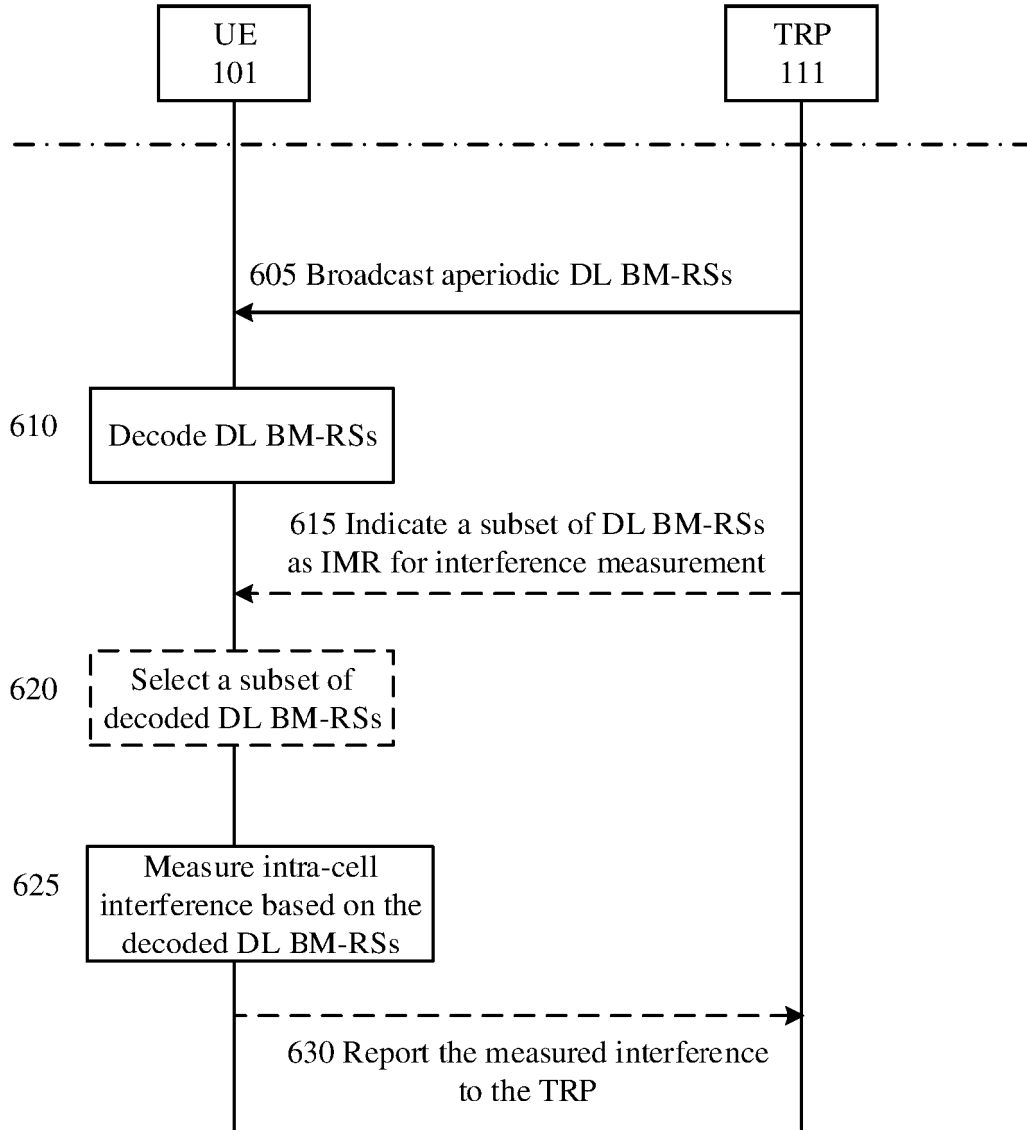 UE
101
TRP
111
605 Broadcast aperiodic DL BM-RSs
610
Decode DL BM-RSs
615 Indicate a subset of DL BM-RSs
as IMR for interference measurement
620
Select a subset of
decoded DL BM-RSs
625
Measure intra-cell
interference based on the
decoded DL BM-RSs
630 Report the measured interference
to the TRP